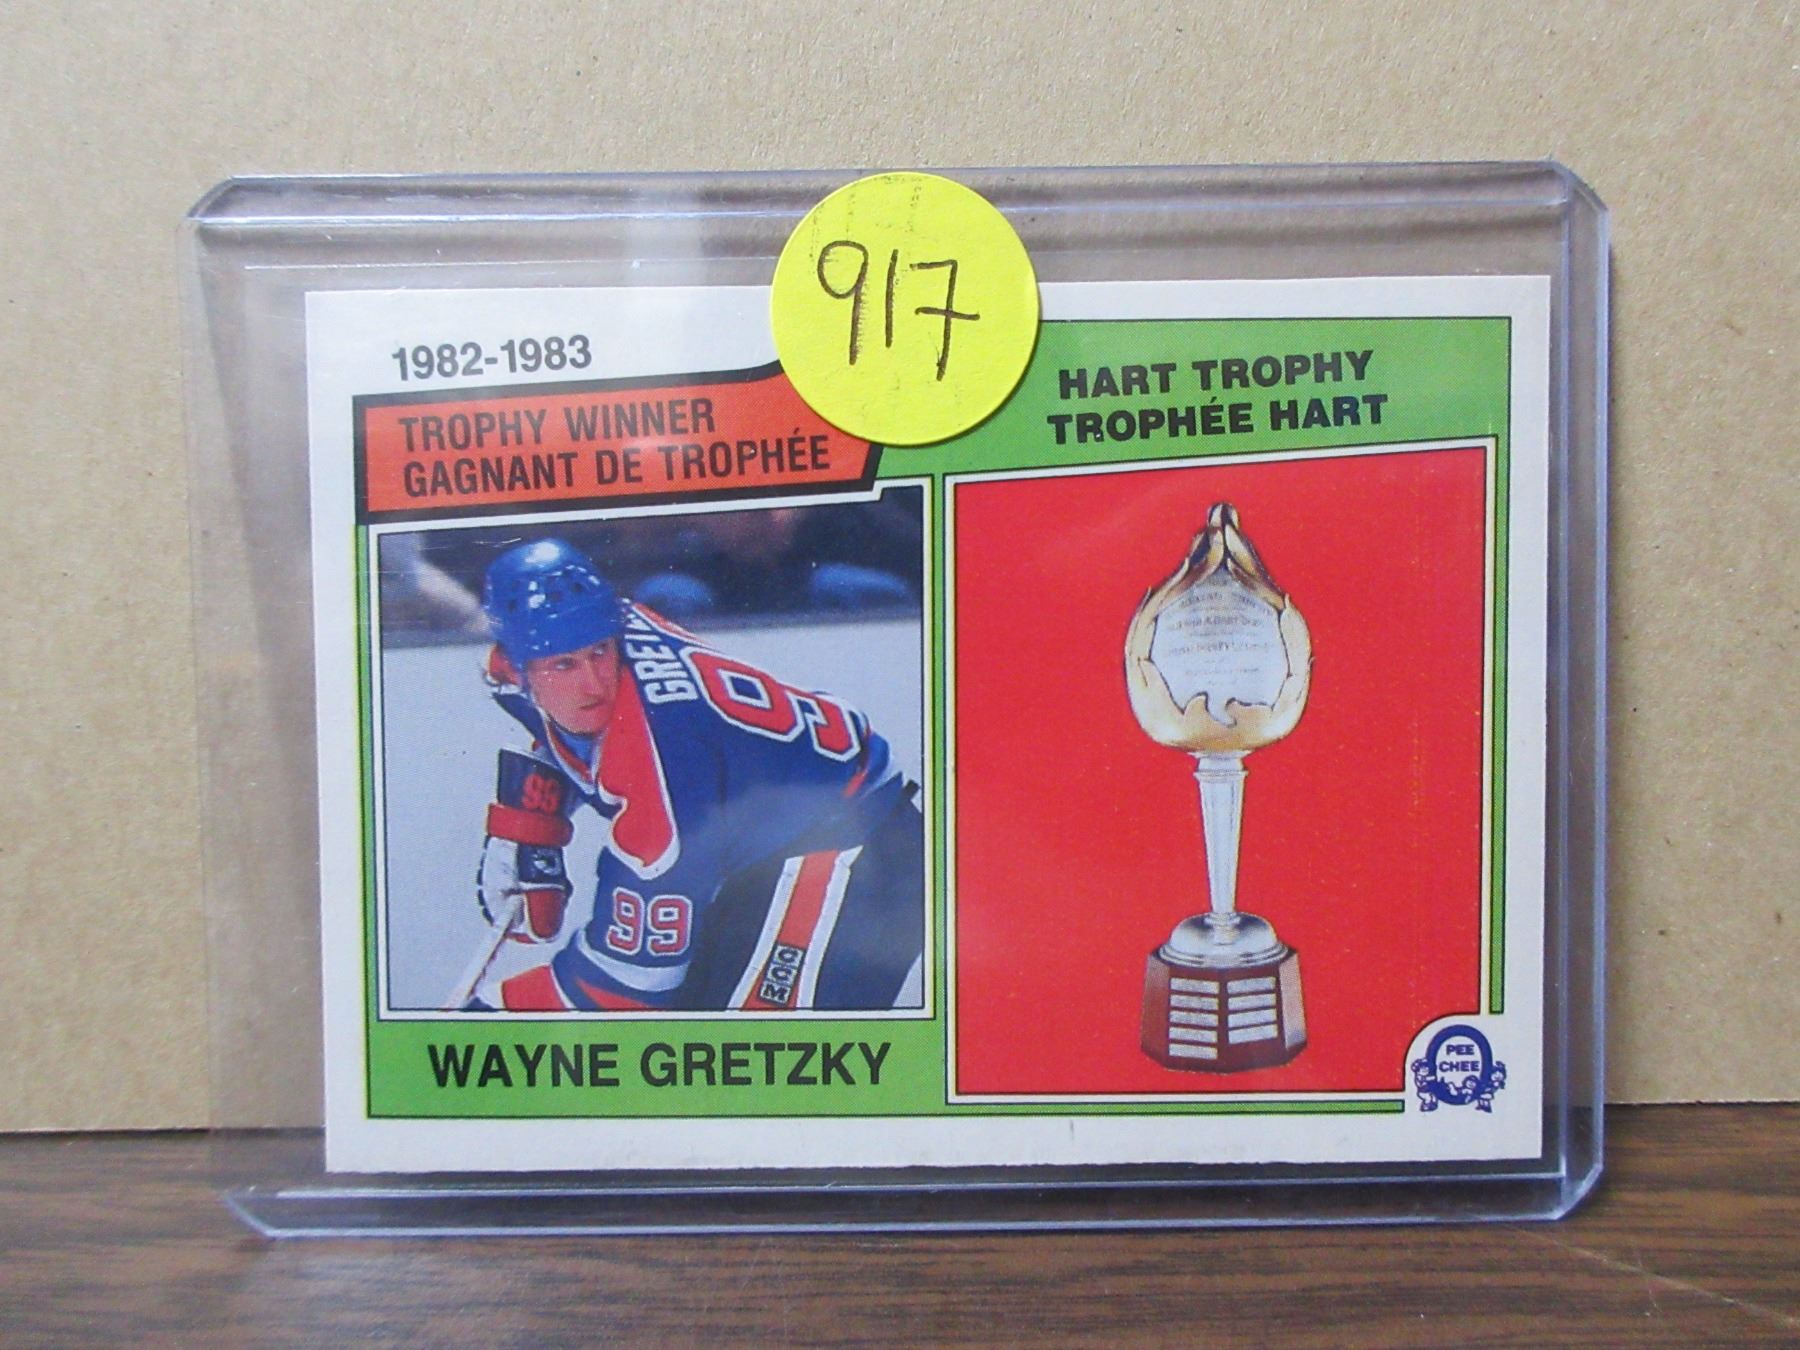 917
1982-1983
TROPHY WINNER
GAGNANT DE TROPHÉE
HART TROPHY
TROPHÉE HART
99
99
99
CCM
WAYNE GRETZKY
PEE
CHEE